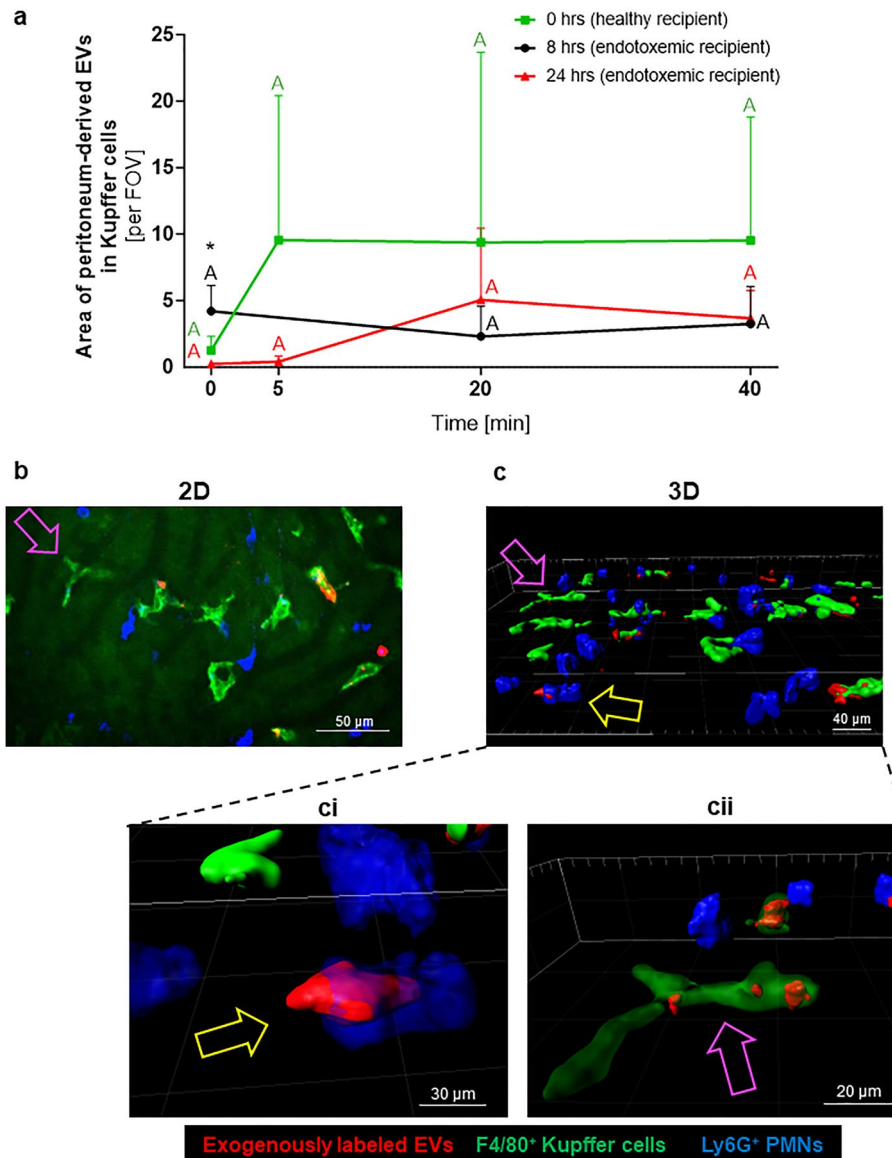 a
0 hrs (healthy recipient)
8 hrs (endotoxemic recipient)
24 hrs (endotoxemic recipient)
Area of peritoneum-derived EVs
in Kupffer cells
[per FOV]
25
20
15
10
5
0
A
A
A
*
A
A
A
A
A
A
A
A
A
0
5
20
40
Time [min]
b
2D
50 µm
c
3D
40 µm
ci
30 µm
cii
20 µm
Exogenously labeled EVs F4/80⁺ Kupffer cells Ly6G⁺ PMNs